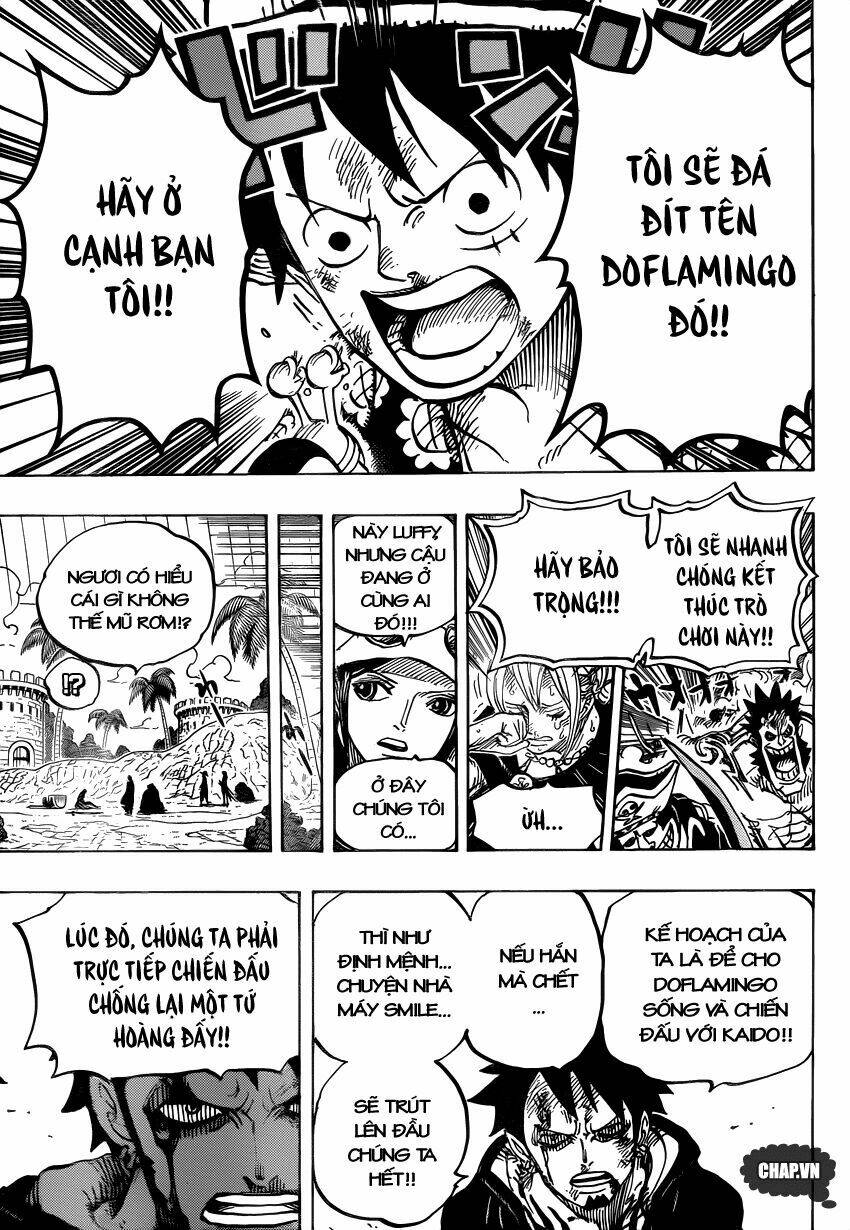 TÔI SẼ ĐÁ
ĐÍT TÊN
DOFLAMINGO
ĐÓ!!
HÃY Ở
CẠNH BẠN
TÔI!!
TÔI SẼ NHANH
CHÓNG KẾT
THÚC TRÒ
CHƠI NÀY!!
HÃY BẢO
TRỌNG!!!
ỪH...
NÀY LUFFY,
NHƯNG CẬU
ĐANG Ở
CÙNG AI
ĐÓ!!!
Ở ĐÂY
CHÚNG TÔI
CÓ...
NGƯƠI CÓ HIỂU
CÁI GÌ KHÔNG
THẾ MŨ RƠM!?
!?
KẾ HOẠCH CỦA
TA LÀ ĐỂ CHO
DOFLAMINGO
SỐNG VÀ CHIẾN
ĐẤU VỚI KAIDO!!
NẾU HẮN
MÀ CHẾT
...
THÌ NHƯ
ĐỊNH MỆNH...
CHUYỆN NHÀ
MÁY SMILE...
SẼ TRÚT
LÊN ĐẦU
CHÚNG TA
HẾT!!
LÚC ĐÓ, CHÚNG TA PHẢI
TRỰC TIẾP CHIẾN ĐẤU
CHỐNG LẠI MỘT TỨ
HOÀNG ĐẤY!!
CHAP.VN